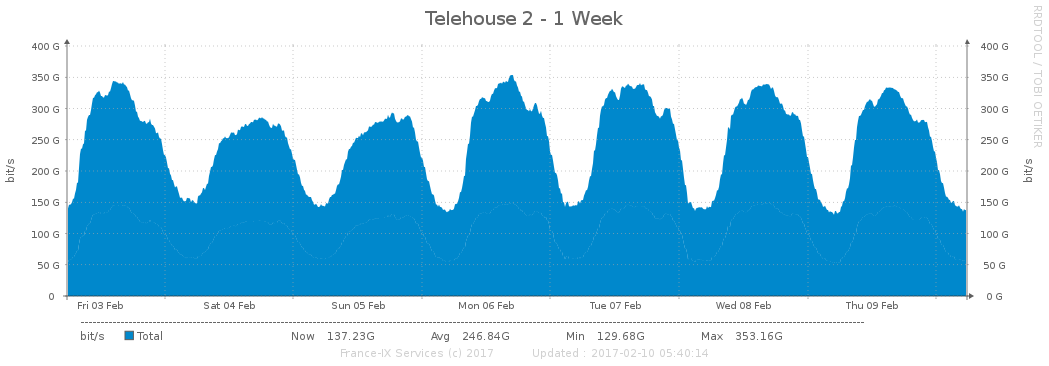 Telehouse 2 - 1 Week
RRDTOOL / TOBI OETIKER
400 G 400 G
350 G 350 G
300 G 300 G
250 G 250 G
200 G 200 G
150 G 150 G
100 G 100 G
50 G 50 G
0 0 G
bit/s bit/s
Fri 03 Feb Sat 04 Feb Sun 05 Feb Mon 06 Feb Tue 07 Feb Wed 08 Feb Thu 09 Feb
bit/s Total Now 137.23G Avg 246.84G Min 129.68G Max 353.16G
France-IX Services (c) 2017 Updated : 2017-02-10 05:40:14